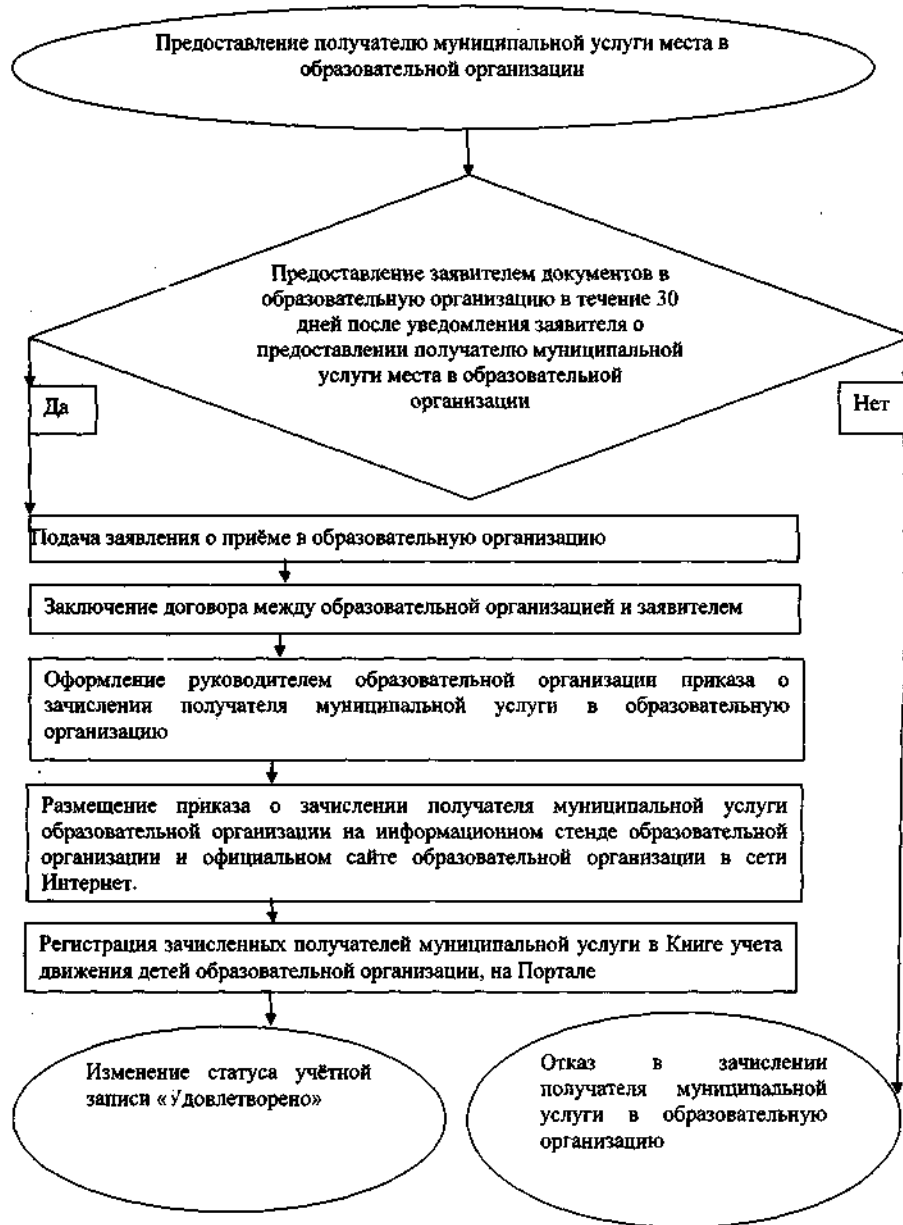 Предоставление получателю муниципальной услуги места в
образовательной организации
Предоставление заявителем документов в
образовательную организацию в течение 30
дней после уведомления заявителя о
предоставлении получателю муниципальной
услуги места в образовательной
организации
Да
Нет
Подача заявления о приёме в образовательную организацию
Заключение договора между образовательной организацией и заявителем
Оформление руководителем образовательной организации приказа о
зачислении получателя муниципальной услуги в образовательную
организацию
Размещение приказа о зачислении получателя муниципальной услуги
образовательной организации на информационном стенде образовательной
организации и официальном сайте образовательной организации в сети
Интернет.
Регистрация зачисленных получателей муниципальной услуги в Книге учета
движения детей образовательной организации, на Портале
Изменение статуса учётной
записи «Удовлетворено»
Отказ в зачислении
получателя муниципальной
услуги в образовательную
организацию